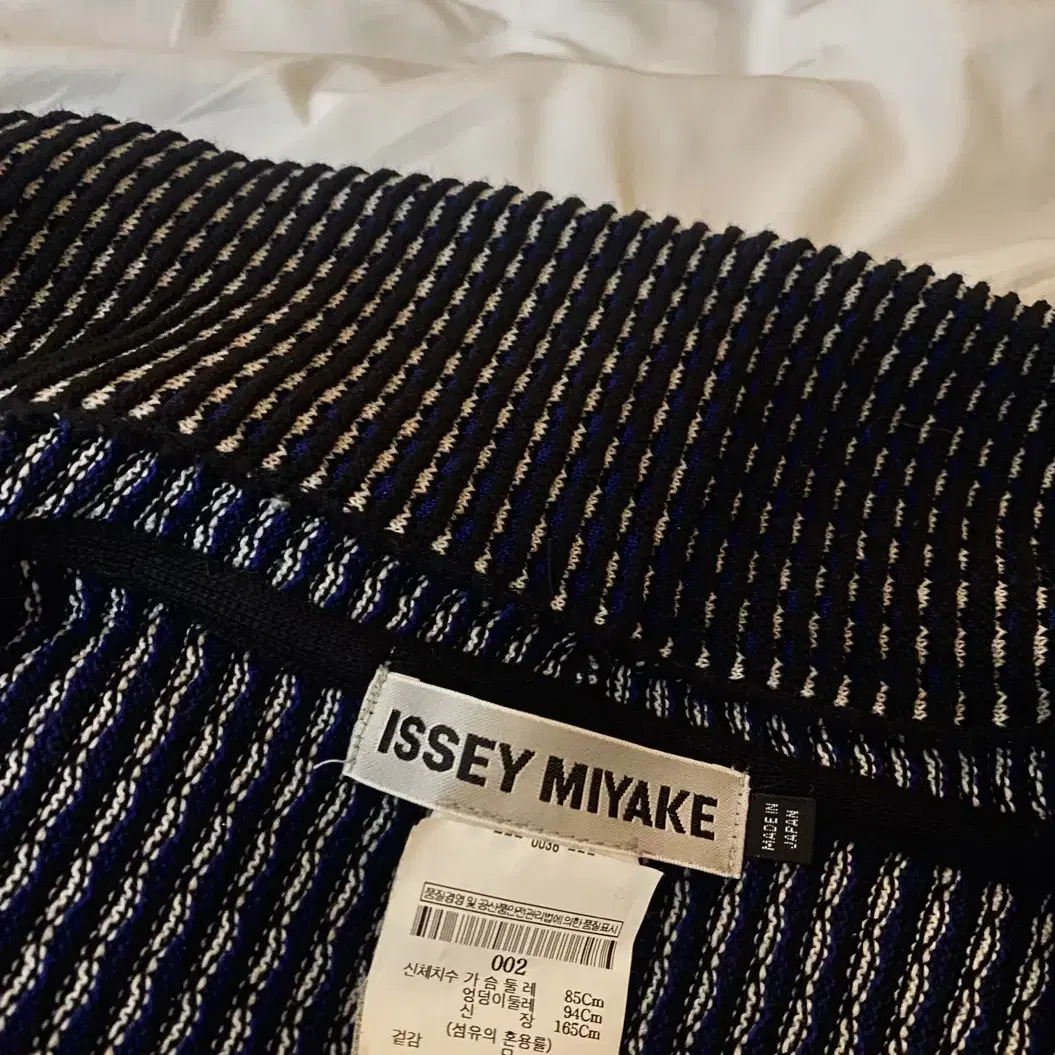 ISSEY MIYAKE
MADE IN
JAPAN
품질경영 및 공산품안전관리법에 의한 품질표시
002
신체치수 가 슴 둘 레 85Cm
엉덩이둘레 94Cm
신 장 165Cm
겉감 (섬유의 혼용률)